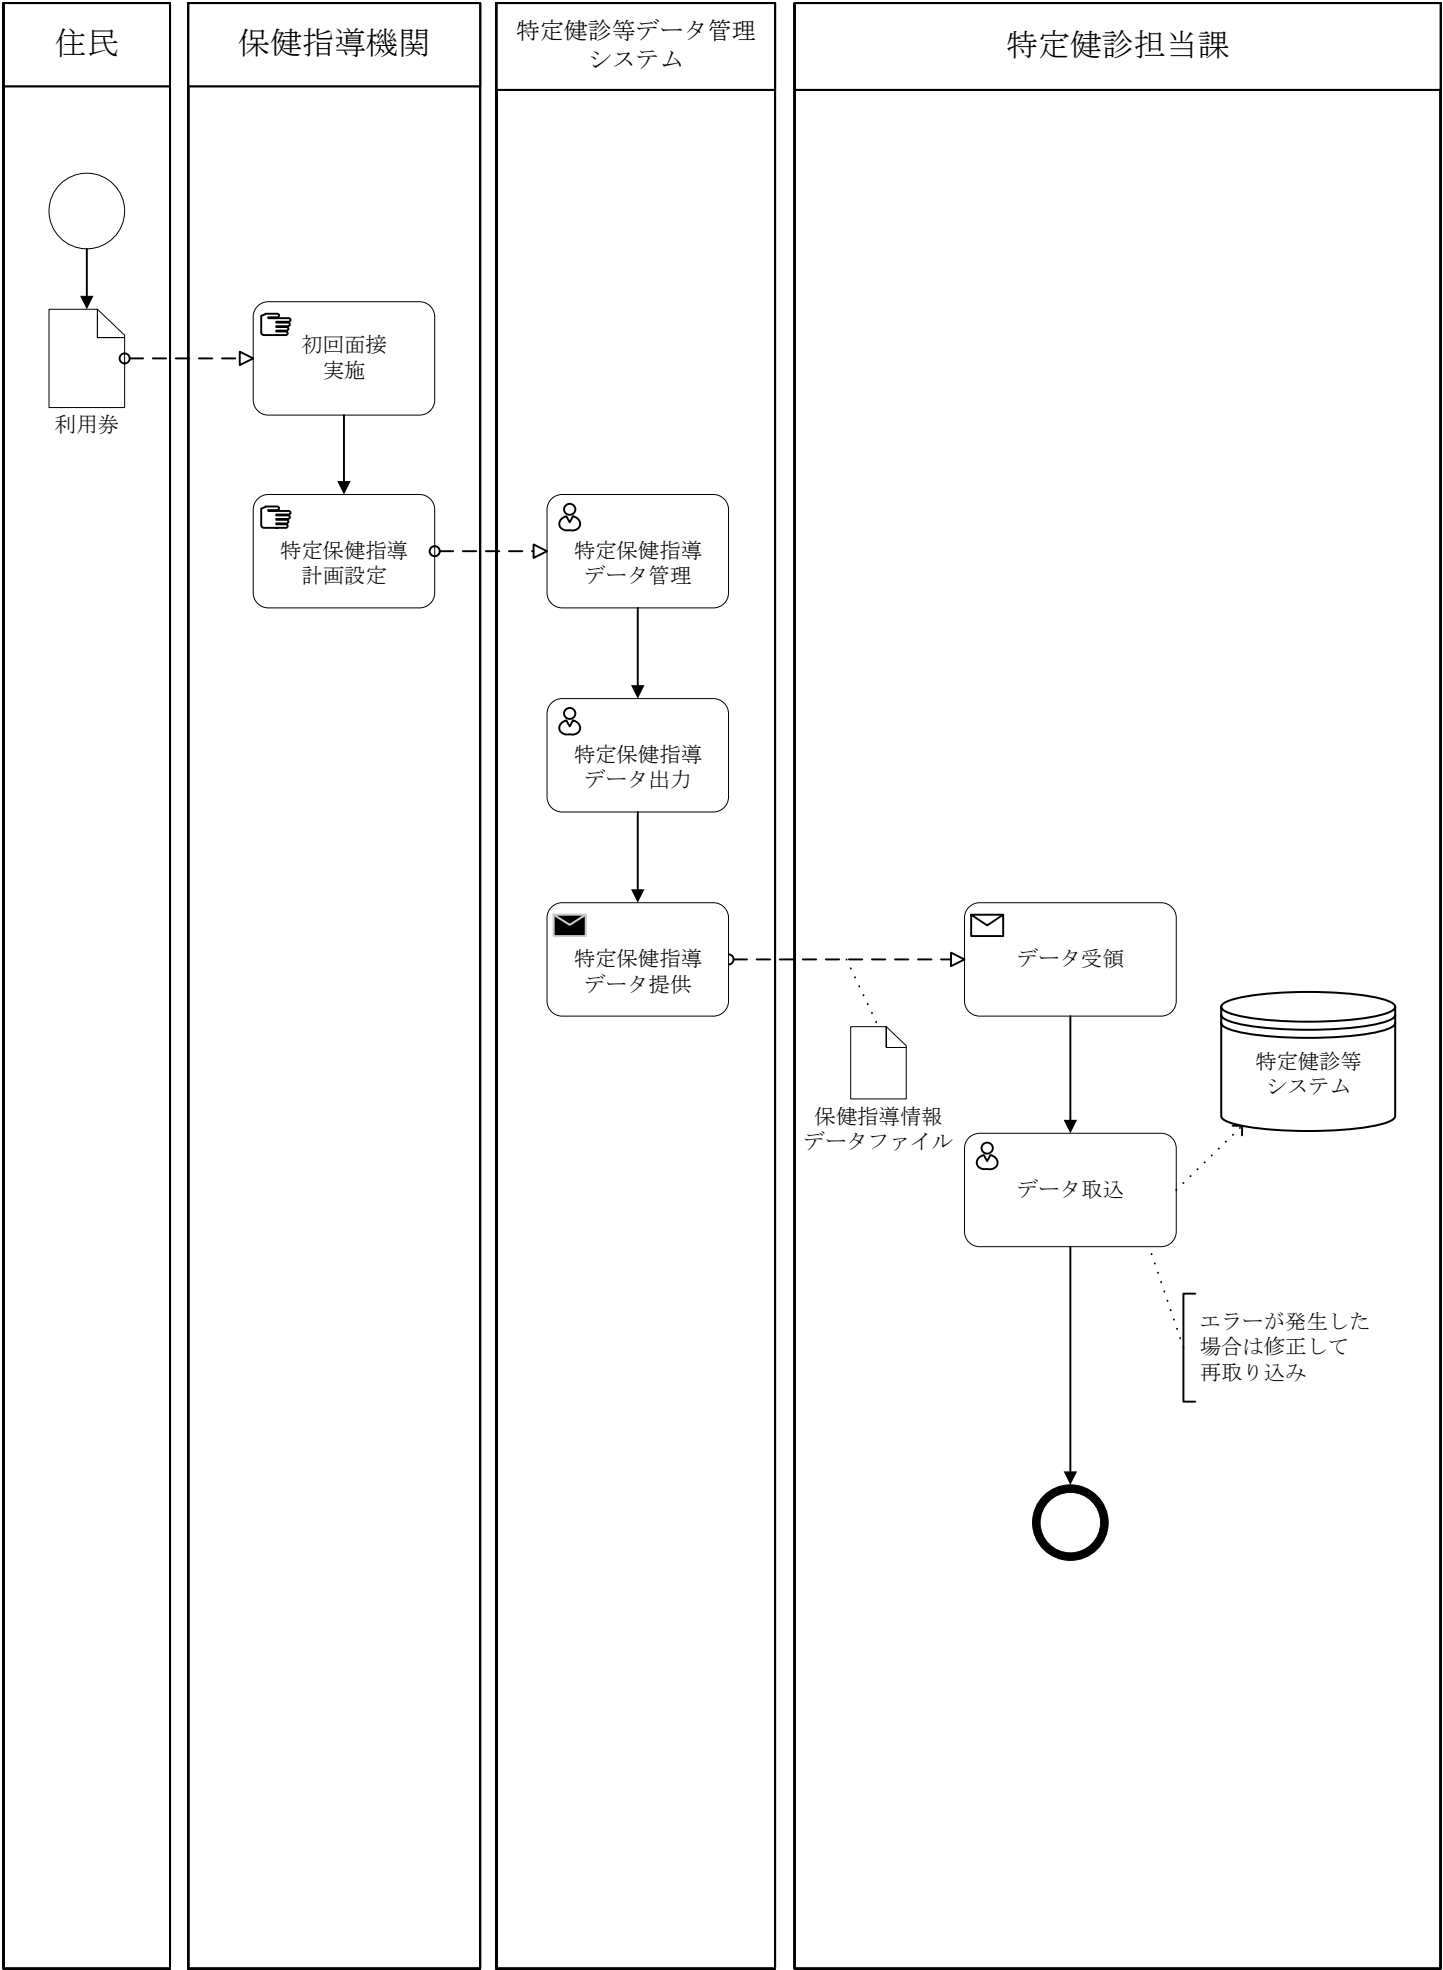 住民
保健指導機関
特定健診等データ管理
システム
特定健診担当課
利用券
初回面接
実施
特定保健指導
計画設定
特定保健指導
データ管理
特定保健指導
データ出力
特定保健指導
データ提供
データ受領
保健指導情報
データファイル
特定健診等
システム
データ取込
エラーが発生した
場合は修正して
再取り込み